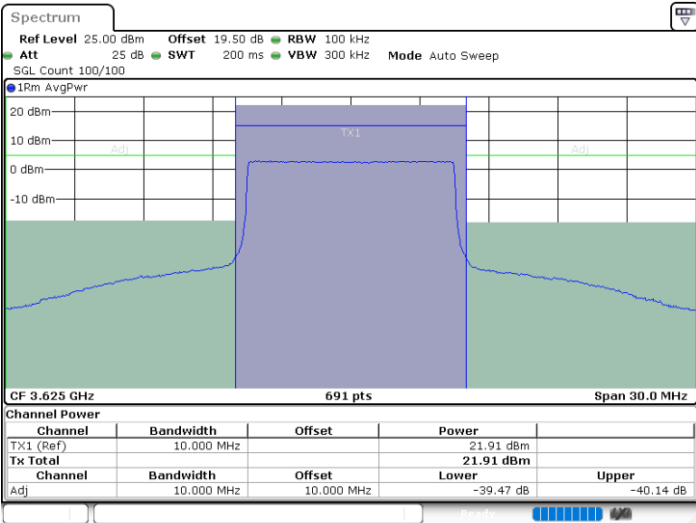 Spectrum
Ref Level 25.00 dBm Offset 19.50 dB RBW 100 kHz
Att 25 dB SWT 200 ms VBW 300 kHz Mode Auto Sweep
SGL Count 100/100
1Rm AvgPwr
20 dBm
TX1
10 dBm
Adj Adj
0 dBm
-10 dBm
CF 3.625 GHz 691 pts Span 30.0 MHz
Channel Power
Channel Bandwidth Offset Power
TX1 (Ref) 10.000 MHz 21.91 dBm
Tx Total 21.91 dBm
Channel Bandwidth Offset Lower Upper
Adj 10.000 MHz 10.000 MHz -39.47 dB -40.14 dB
Ready